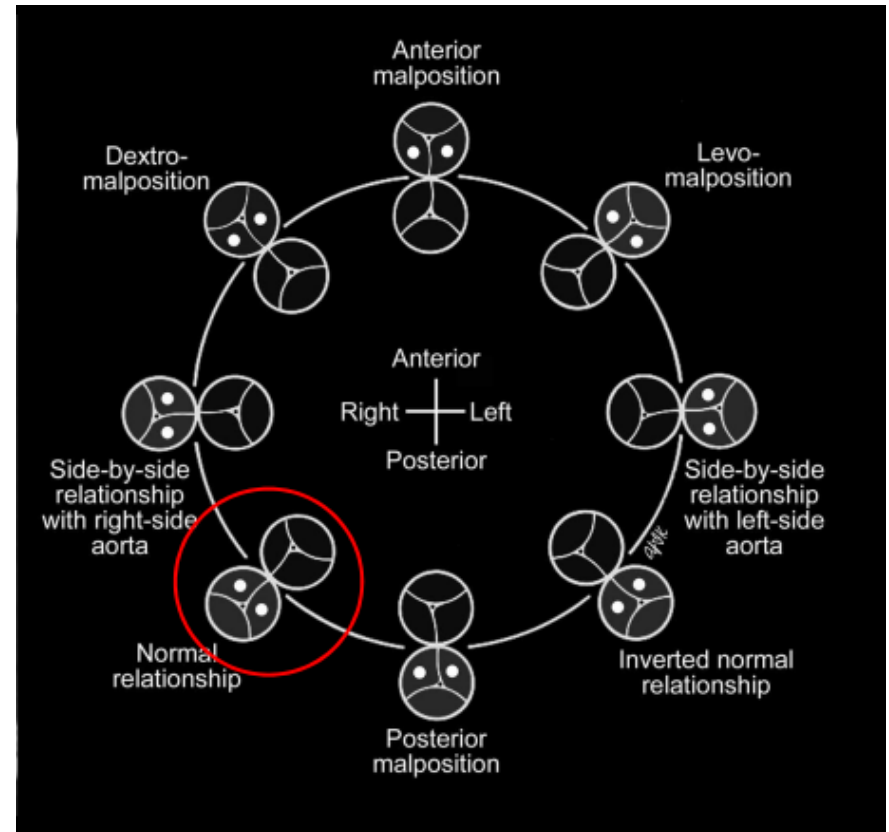 Anterior
malposition
Dextro-
malposition
Levo-
malposition
Anterior
Right
Left
Posterior
Side-by-side
relationship
with right-side
aorta
Side-by-side
relationship
with left-side
aorta
Normal
relationship
Inverted normal
relationship
Posterior
malposition